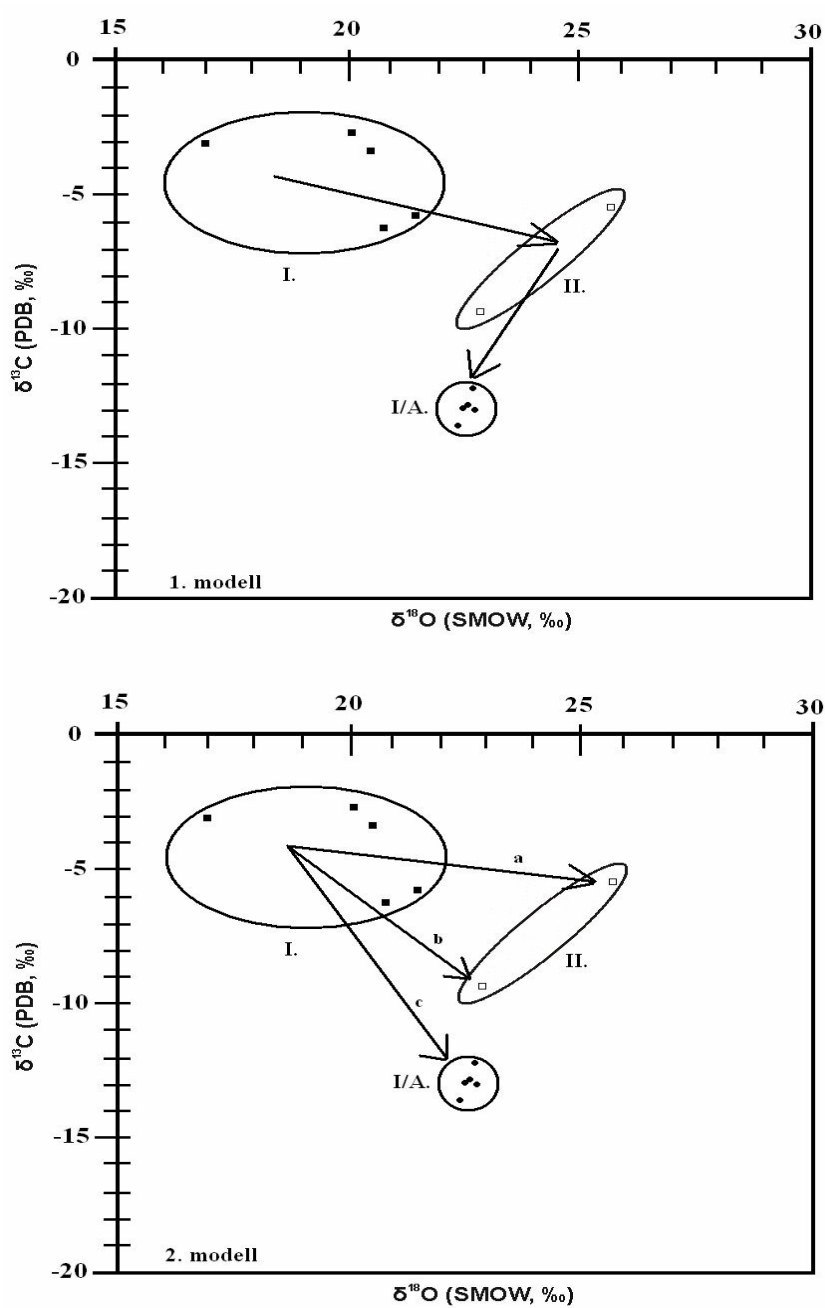 15 20 25 30
0
-5
I.
II.
δ¹³C (PDB, ‰)
-10
I/A.
-15
1. modell
-20
δ¹⁸O (SMOW, ‰)
15 20 25 30
0
a
-5
b
I.
II.
δ¹³C (PDB, ‰)
c
-10
I/A.
-15
2. modell
-20
δ¹⁸O (SMOW, ‰)